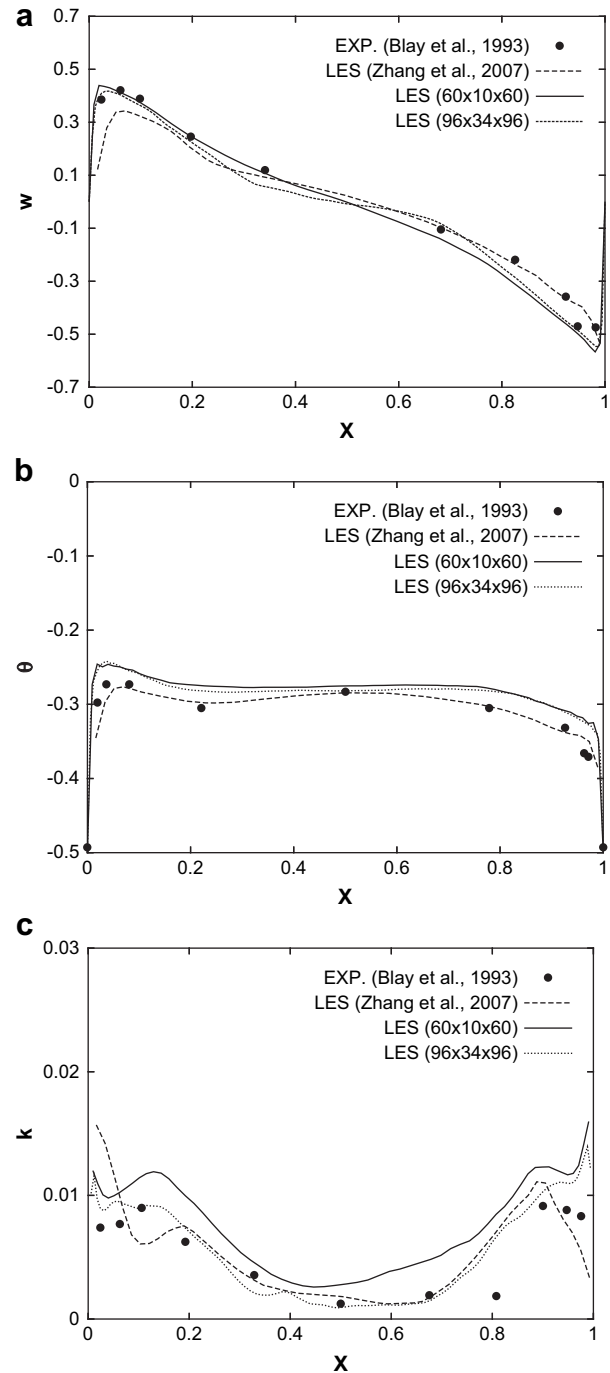 a
0.7
0.5
0.3
0.1
-0.1
-0.3
-0.5
-0.7
w
EXP. (Blay et al., 1993)
LES (Zhang et al., 2007)
LES (60x10x60)
LES (96x34x96)
0
0.2
0.4
0.6
0.8
1
X
b
0
-0.1
-0.2
-0.3
-0.4
-0.5
θ
EXP. (Blay et al., 1993)
LES (Zhang et al., 2007)
LES (60x10x60)
LES (96x34x96)
0
0.2
0.4
0.6
0.8
1
X
c
0.03
0.02
0.01
0
k
EXP. (Blay et al., 1993)
LES (Zhang et al., 2007)
LES (60x10x60)
LES (96x34x96)
0
0.2
0.4
0.6
0.8
1
X